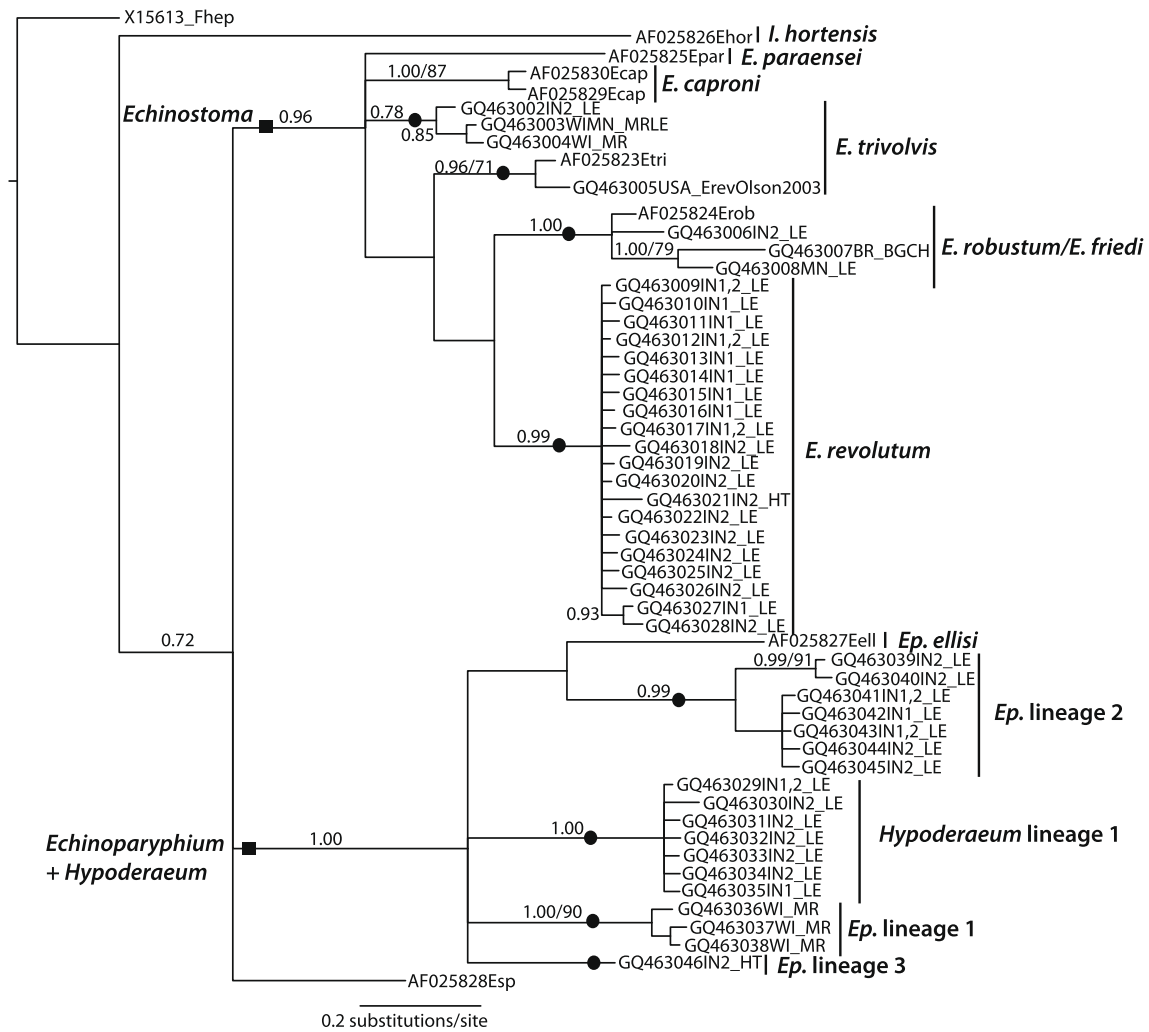 X15613_Fhep
AF025826Ehor
I. hortensis
AF025825Epar
E. paraensei
1.00/87
AF025830Ecap
AF025829Ecap
E. caproni
Echinostoma
0.96
0.78
0.85
GQ463002IN2_LE
GQ463003WIMN_MRLE
GQ463004WI_MR
0.96/71
AF025823Etri
GQ463005USA_ErevOlson2003
E. trivolvis
1.00
AF025824Erob
GQ463006IN2_LE
1.00/79
GQ463007BR_BGCH
GQ463008MN_LE
E. robustum/E. friedi
GQ463009IN1,2_LE
GQ463010IN1_LE
GQ463011IN1_LE
GQ463012IN1,2_LE
GQ463013IN1_LE
GQ463014IN1_LE
GQ463015IN1_LE
GQ463016IN1_LE
GQ463017IN1,2_LE
0.99
GQ463018IN2_LE
GQ463019IN2_LE
GQ463020IN2_LE
GQ463021IN2_HT
GQ463022IN2_LE
GQ463023IN2_LE
GQ463024IN2_LE
GQ463025IN2_LE
GQ463026IN2_LE
0.93
GQ463027IN1_LE
GQ463028IN2_LE
E. revolutum
0.72
AF025827Eell
Ep. ellisi
0.99/91
GQ463039IN2_LE
GQ463040IN2_LE
0.99
GQ463041IN1,2_LE
GQ463042IN1_LE
GQ463043IN1,2_LE
GQ463044IN2_LE
GQ463045IN2_LE
Ep. lineage 2
GQ463029IN1,2_LE
GQ463030IN2_LE
GQ463031IN2_LE
1.00
GQ463032IN2_LE
GQ463033IN2_LE
GQ463034IN2_LE
GQ463035IN1_LE
Hypoderaeum lineage 1
Echinoparyphium
+ Hypoderaeum
1.00
1.00/90
GQ463036WI_MR
GQ463037WI_MR
GQ463038WI_MR
Ep. lineage 1
GQ463046IN2_HT
Ep. lineage 3
AF025828Esp
0.2 substitutions/site